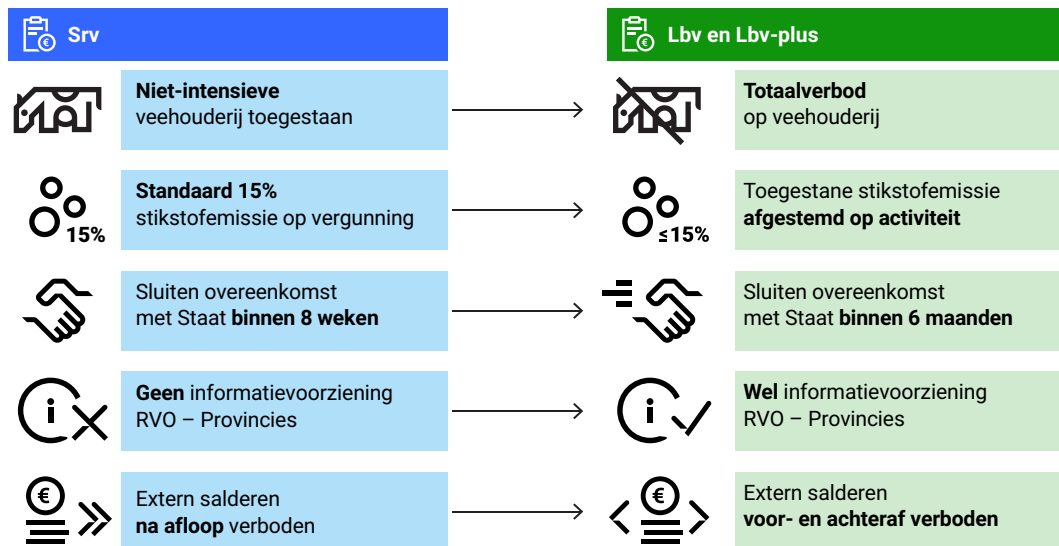 Srv
Lbv en Lbv-plus
Niet-intensieve
veehouderij toegestaan
Totaalverbod
op veehouderij
15%
Standaard 15%
stikstofemissie op vergunning
≤15%
Toegestane stikstofemissie
afgestemd op activiteit
Sluiten overeenkomst
met Staat binnen 8 weken
Sluiten overeenkomst
met Staat binnen 6 maanden
Geen informatievoorziening
RVO – Provincies
Wel informatievoorziening
RVO – Provincies
Extern salderen
na afloop verboden
Extern salderen
voor- en achteraf verboden